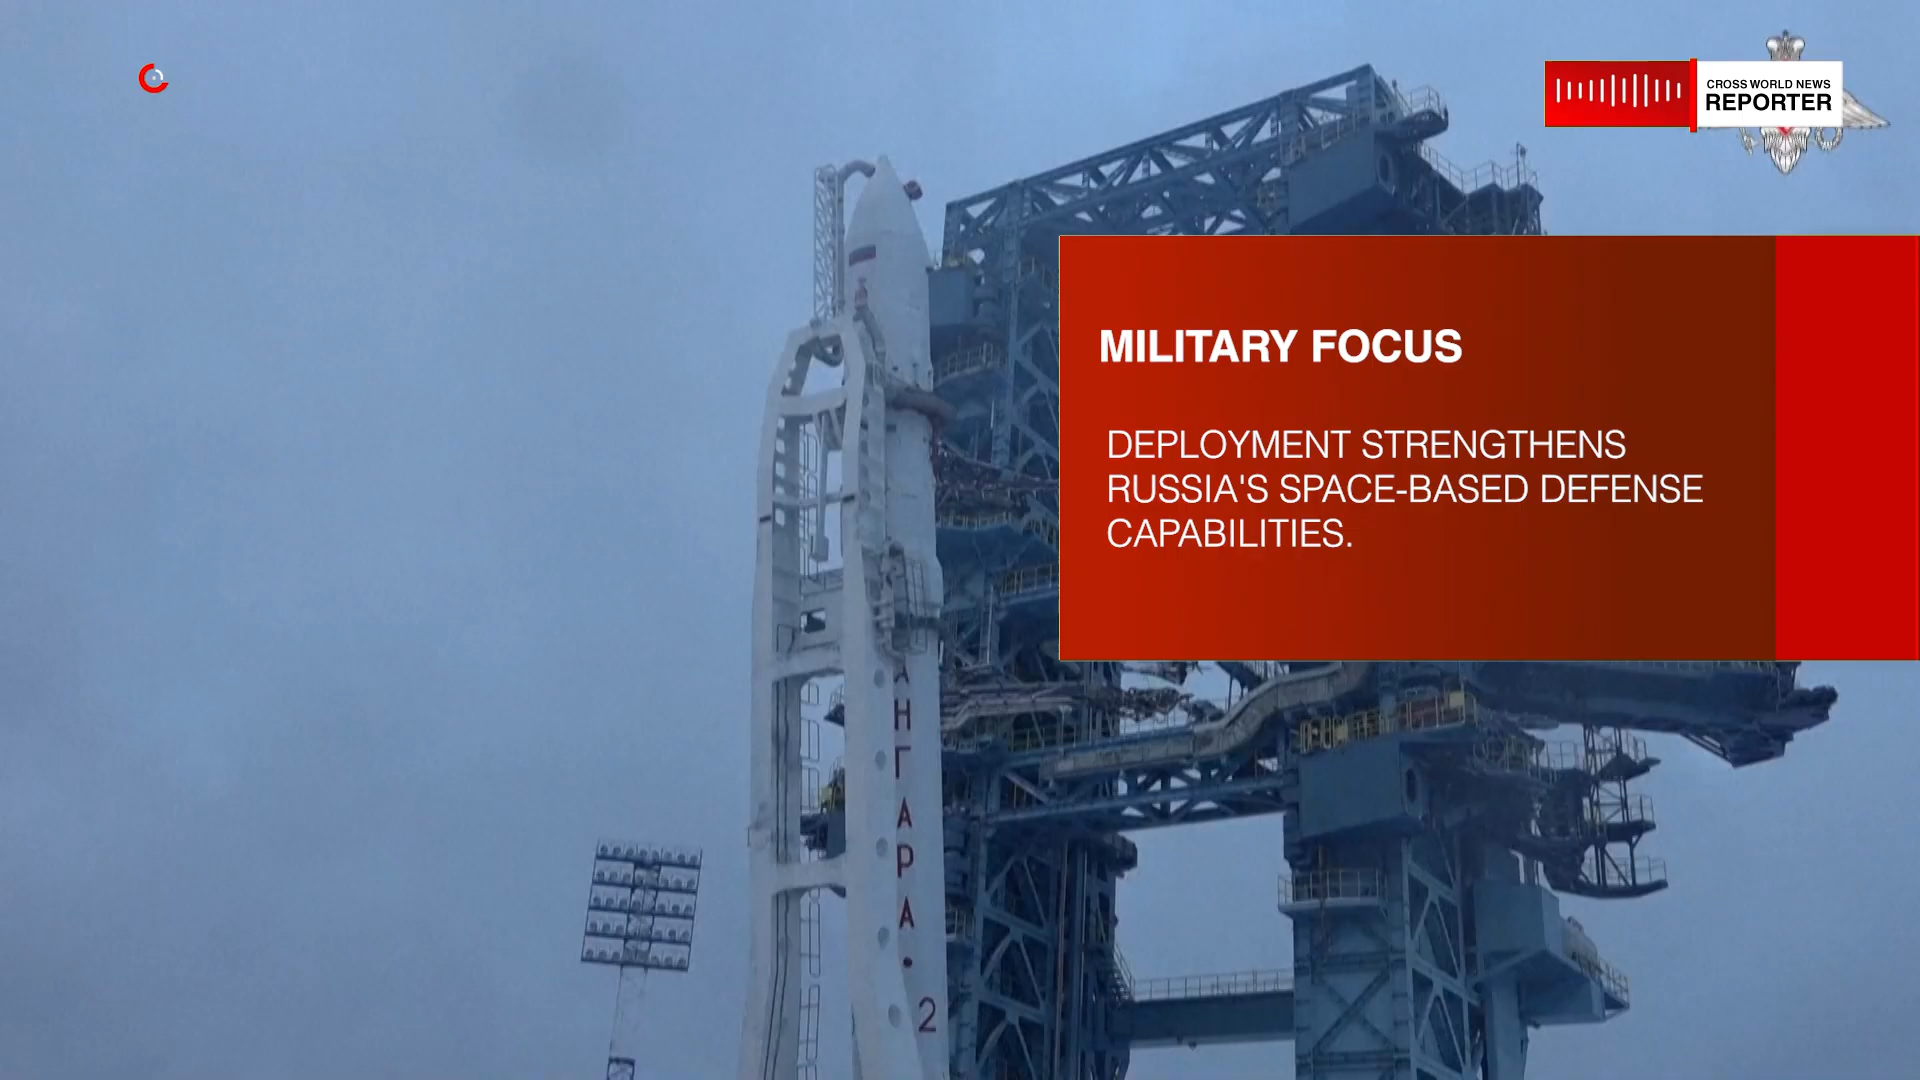 CROSS WORLD NEWS
REPORTER
MILITARY FOCUS
DEPLOYMENT STRENGTHENS
RUSSIA'S SPACE-BASED DEFENSE
CAPABILITIES.
АНГАРА•
2